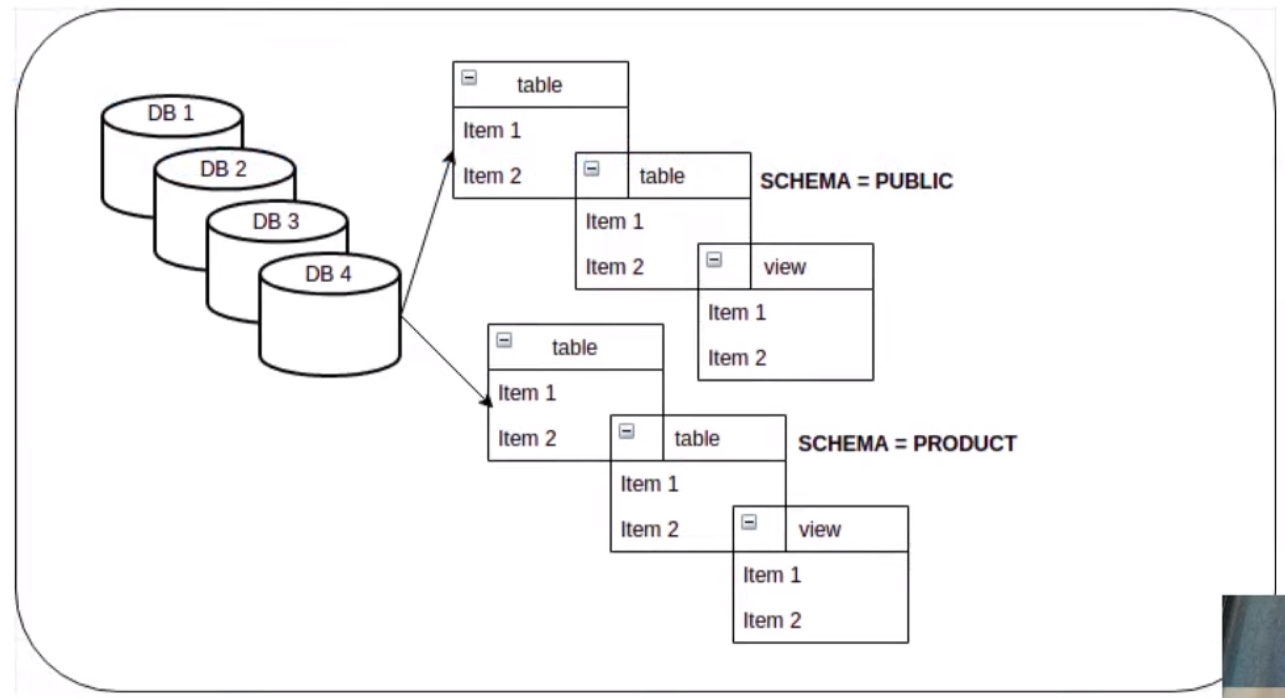 DB 1
DB 2
DB 3
DB 4
table
Item 1
Item 2
table
Item 1
Item 2
view
Item 1
Item 2
SCHEMA = PUBLIC
table
Item 1
Item 2
table
Item 1
Item 2
view
Item 1
Item 2
SCHEMA = PRODUCT